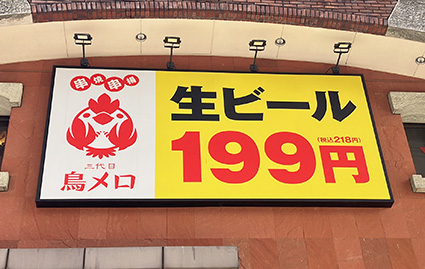 串焼串揚
三代目
鳥メロ
生ビール
199円
(税込218円)